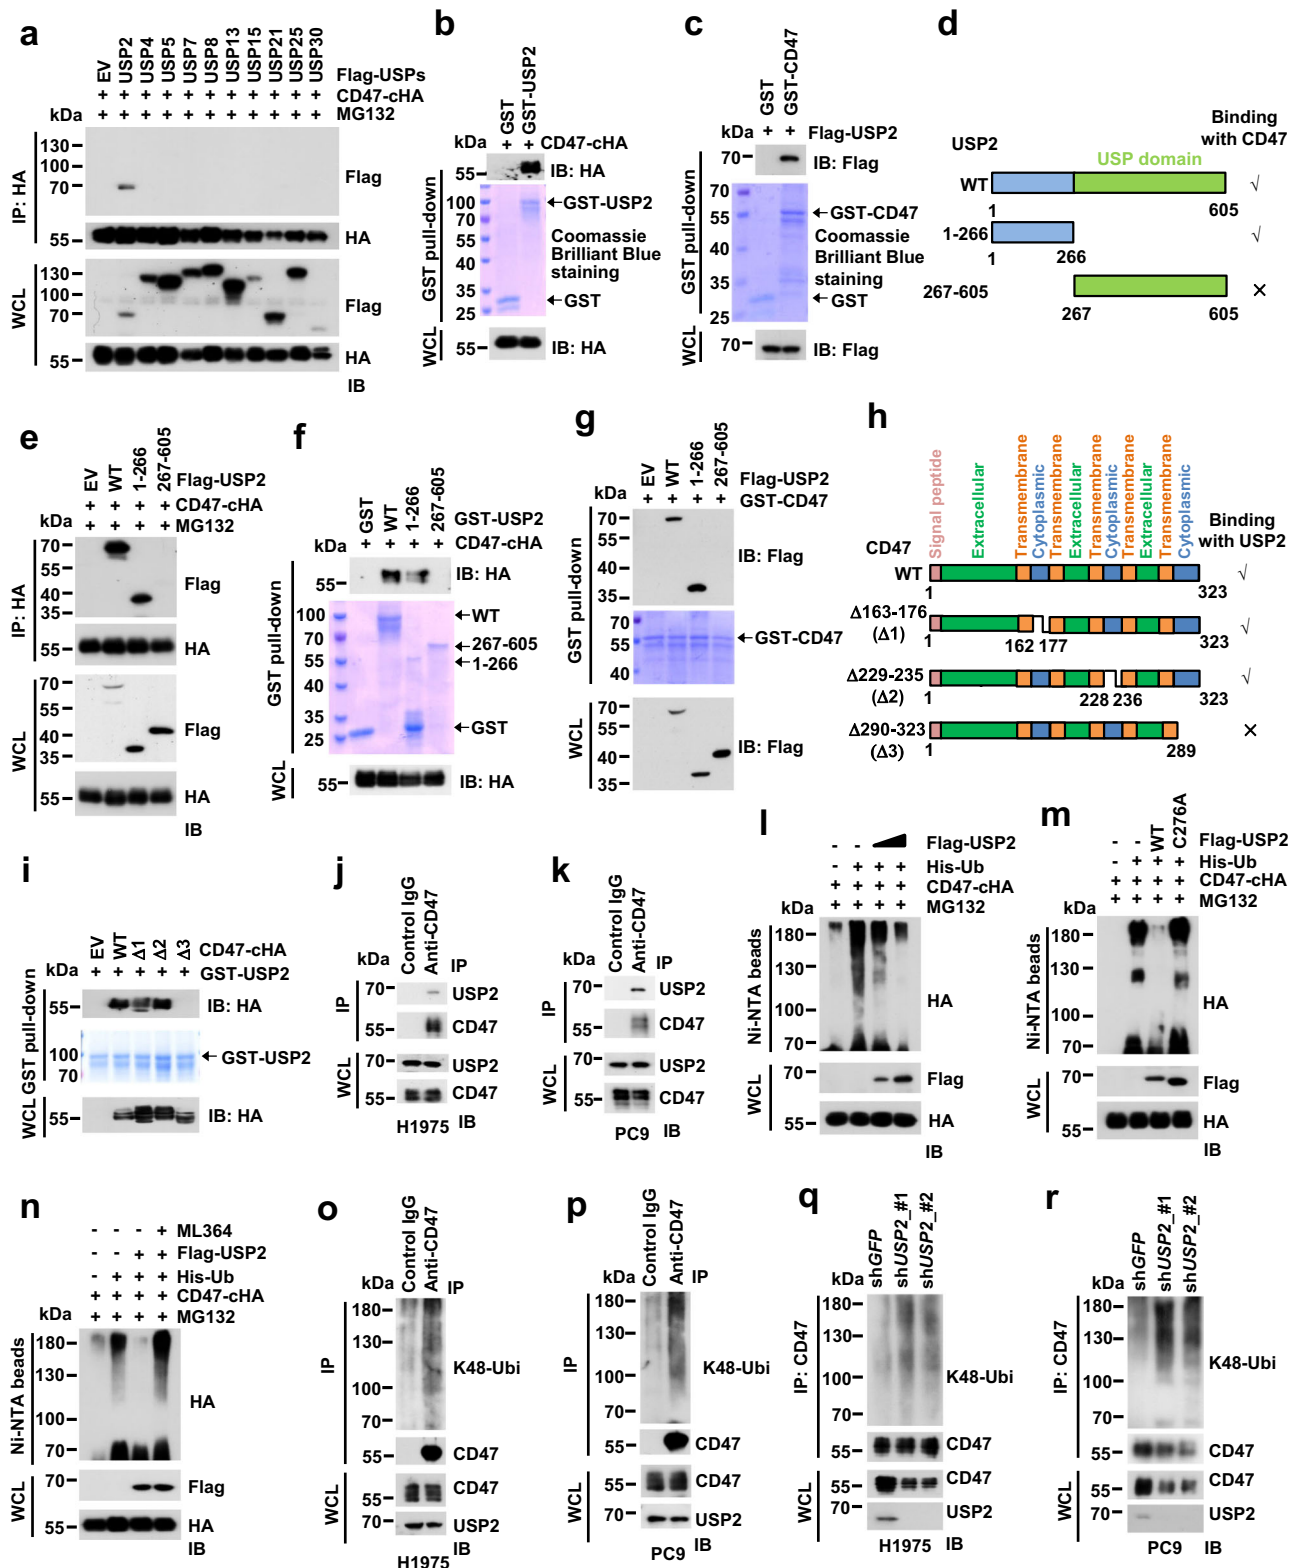 a
EV USP2 USP4 USP5 USP7 USP8 USP13 USP15 USP21 USP25 USP30
Flag-USPs
+ + + + + + + + + + + CD47-cHA
kDa + + + + + + + + + + + MG132
IP: HA
130
100
70
Flag
55
HA
WCL
130
100
70
Flag
55
HA
IB
b
GST GST-USP2
kDa + + CD47-cHA
55
IB: HA
GST pull-down
100
70
55
40
35
25
GST-USP2
Coomassie
Brilliant Blue
staining
GST
WCL
55
IB: HA
c
GST GST-CD47
kDa + + Flag-USP2
70
IB: Flag
GST pull-down
70
55
40
35
25
GST-CD47
Coomassie
Brilliant Blue
staining
GST
WCL
70
IB: Flag
d
USP2
Binding
with CD47
USP domain
WT
√
1
605
1-266
√
1
266
267-605
×
267
605
e
EV WT 1-266 267-605
Flag-USP2
+ + + + CD47-cHA
kDa + + + + MG132
IP: HA
70
55
40
35
Flag
55
HA
WCL
70
55
40
35
Flag
55
HA
IB
f
GST WT 1-266 267-605
GST-USP2
kDa + + + + CD47-cHA
55
IB: HA
GST pull-down
100
70
55
40
35
25
WT
267-605
1-266
GST
WCL
55
IB: HA
g
EV WT 1-266 267-605
Flag-USP2
kDa + + + + GST-CD47
GST pull-down
70
55
40
35
IB: Flag
70
55
40
GST-CD47
WCL
70
55
40
35
IB: Flag
h
Signal peptide Extracellular Transmembrane Cytoplasmic Transmembrane Extracellular Transmembrane Cytoplasmic Transmembrane Extracellular Transmembrane Cytoplasmic
CD47
Binding
with USP2
WT
√
1
323
Δ163-176
(Δ1)
√
1
162 177
323
Δ229-235
(Δ2)
√
1
228 236
323
Δ290-323
(Δ3)
×
1
289
i
EV WT Δ1 Δ2 Δ3 CD47-cHA
kDa + + + + + GST-USP2
GST pull-down
55
IB: HA
100
70
GST-USP2
WCL
55
IB: HA
j
Control IgG Anti-CD47
kDa
IP
IP
70
USP2
55
CD47
WCL
70
USP2
55
CD47
H1975 IB
k
Control IgG Anti-CD47
kDa
IP
IP
70
USP2
55
CD47
WCL
70
USP2
55
CD47
PC9 IB
l
- - Flag-USP2
- + + + His-Ub
+ + + + CD47-cHA
kDa + + + + MG132
Ni-NTA beads
180
130
100
70
HA
WCL
70
Flag
55
HA
IB
m
- - WT C276A Flag-USP2
- + + + His-Ub
+ + + + CD47-cHA
kDa + + + + MG132
Ni-NTA beads
180
130
100
70
HA
WCL
70
Flag
55
HA
IB
n
- - - + ML364
- - + + Flag-USP2
- + + + His-Ub
+ + + + CD47-cHA
kDa + + + + MG132
Ni-NTA beads
180
130
100
70
HA
WCL
70
Flag
55
HA
IB
o
Control IgG Anti-CD47
kDa
IP
IP
180
130
100
70
K48-Ubi
55
CD47
WCL
55
CD47
70
USP2
H1975 IB
p
Control IgG Anti-CD47
kDa
IP
IP
180
130
100
70
K48-Ubi
55
CD47
WCL
55
CD47
70
USP2
PC9 IB
q
shGFP shUSP2_#1 shUSP2_#2
kDa
IP: CD47
180
130
100
70
K48-Ubi
55
CD47
WCL
55
CD47
70
USP2
H1975 IB
r
shGFP shUSP2_#1 shUSP2_#2
kDa
IP: CD47
180
130
100
70
K48-Ubi
55
CD47
WCL
55
CD47
70
USP2
PC9 IB